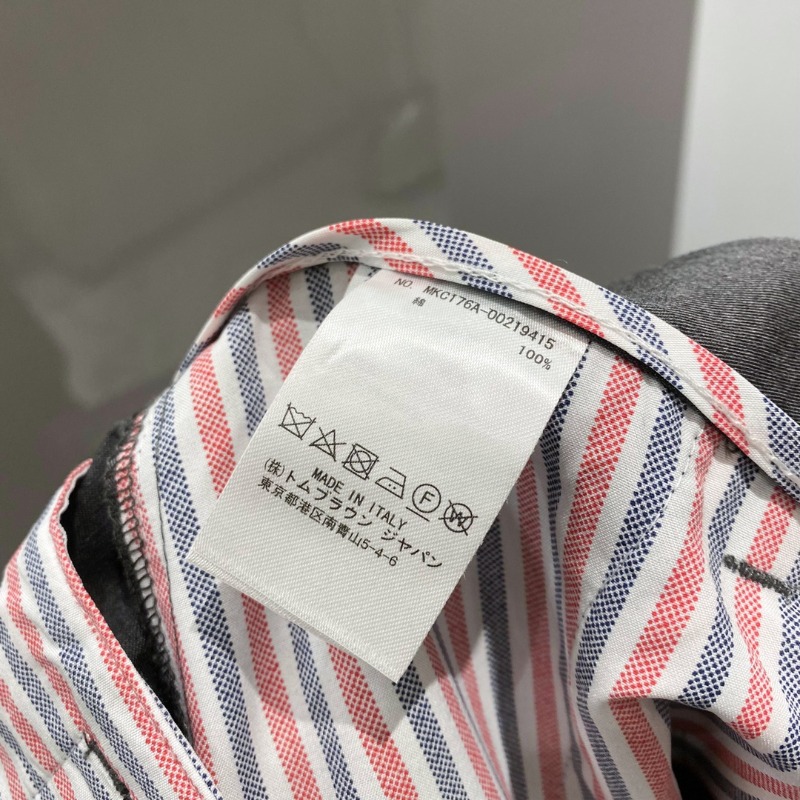 NO. MKC176A-00219415
綿 100%
F W
MADE IN ITALY
(株)トムブラウン ジャパン
東京都港区南青山5-4-6